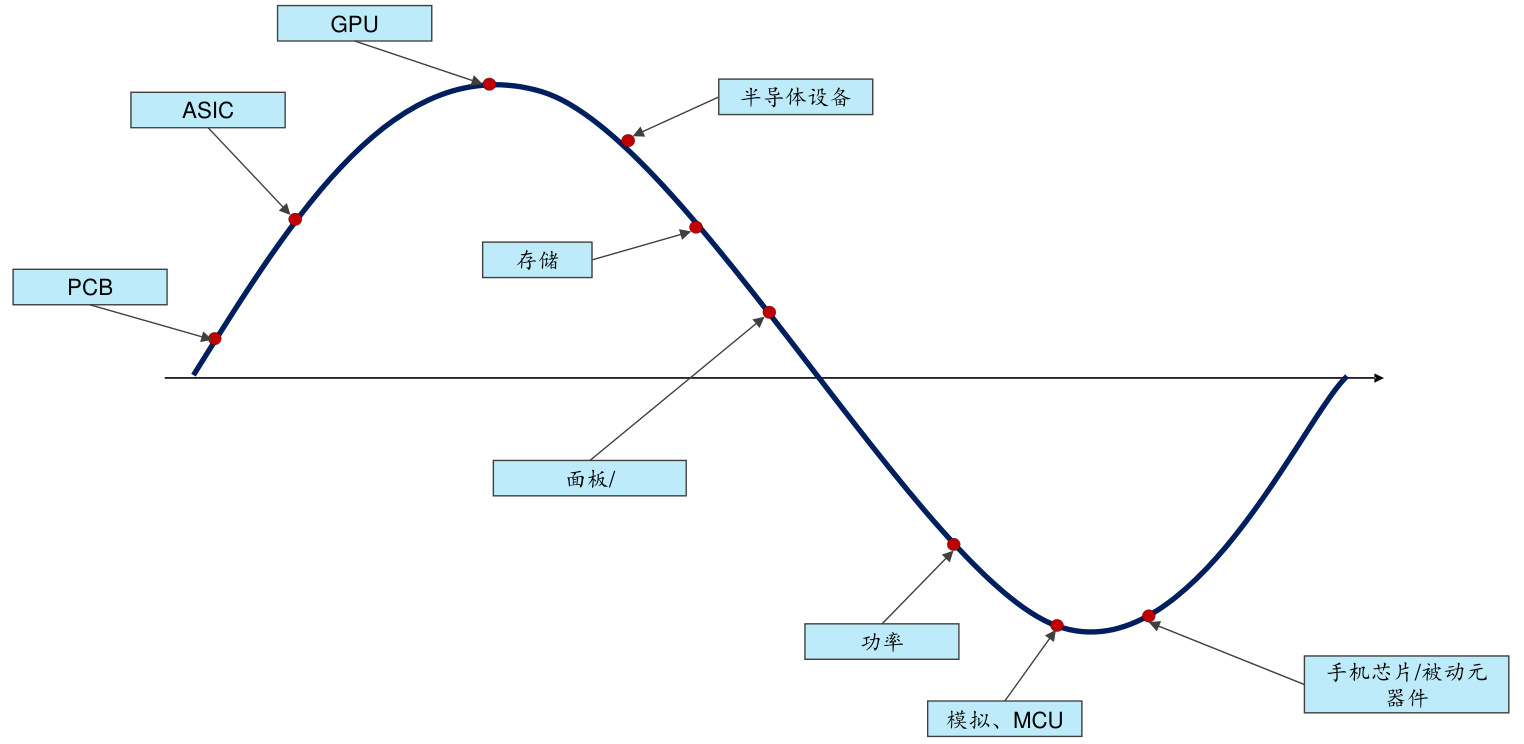 GPU
ASIC
半导体设备
存储
PCB
面板/
功率
模拟、MCU
手机芯片/被动元
器件